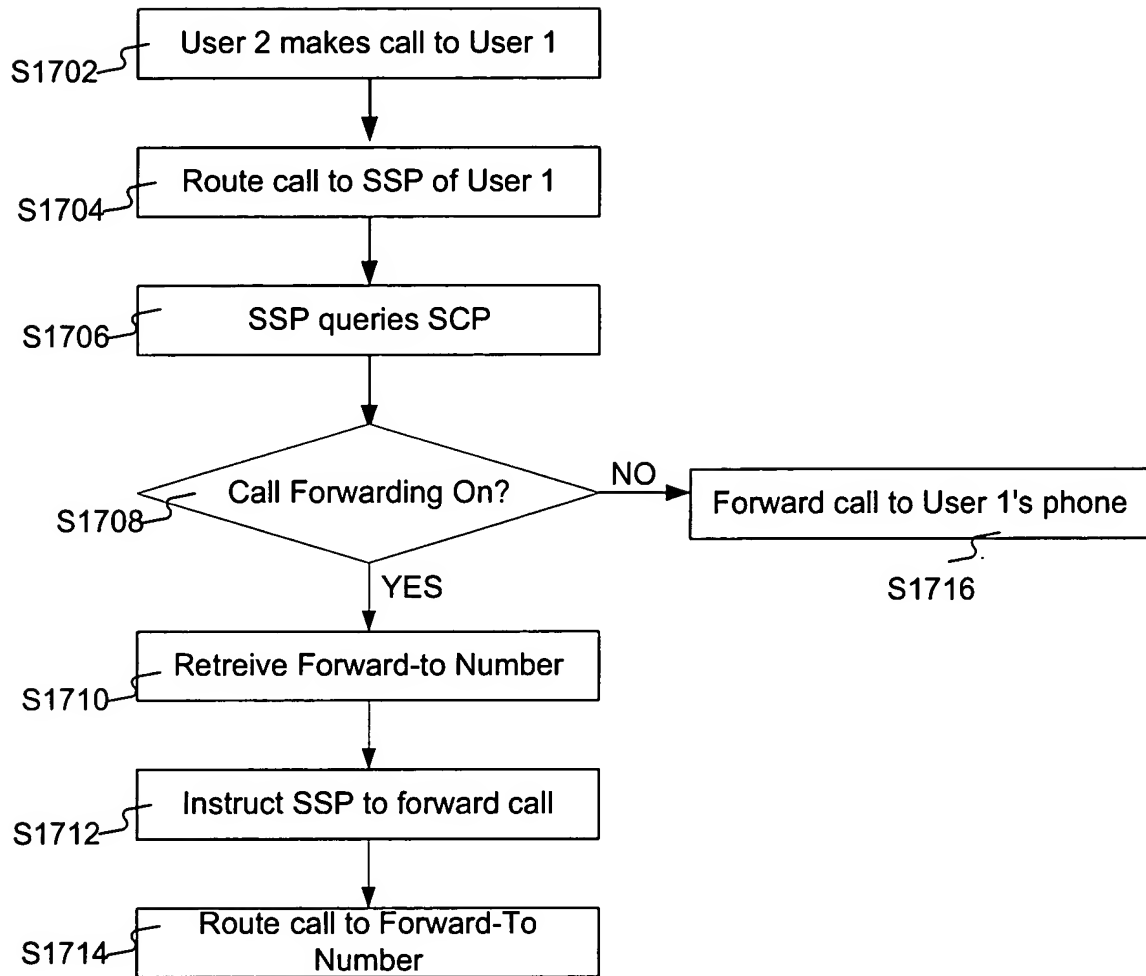 User 2 makes call to User 1
S1702
Route call to SSP of User 1
S1704
SSP queries SCP
S1706
Call Forwarding On?
S1708
NO
Forward call to User 1's phone
S1716
YES
Retreive Forward-to Number
S1710
Instruct SSP to forward call
S1712
Route call to Forward-To
Number
S1714